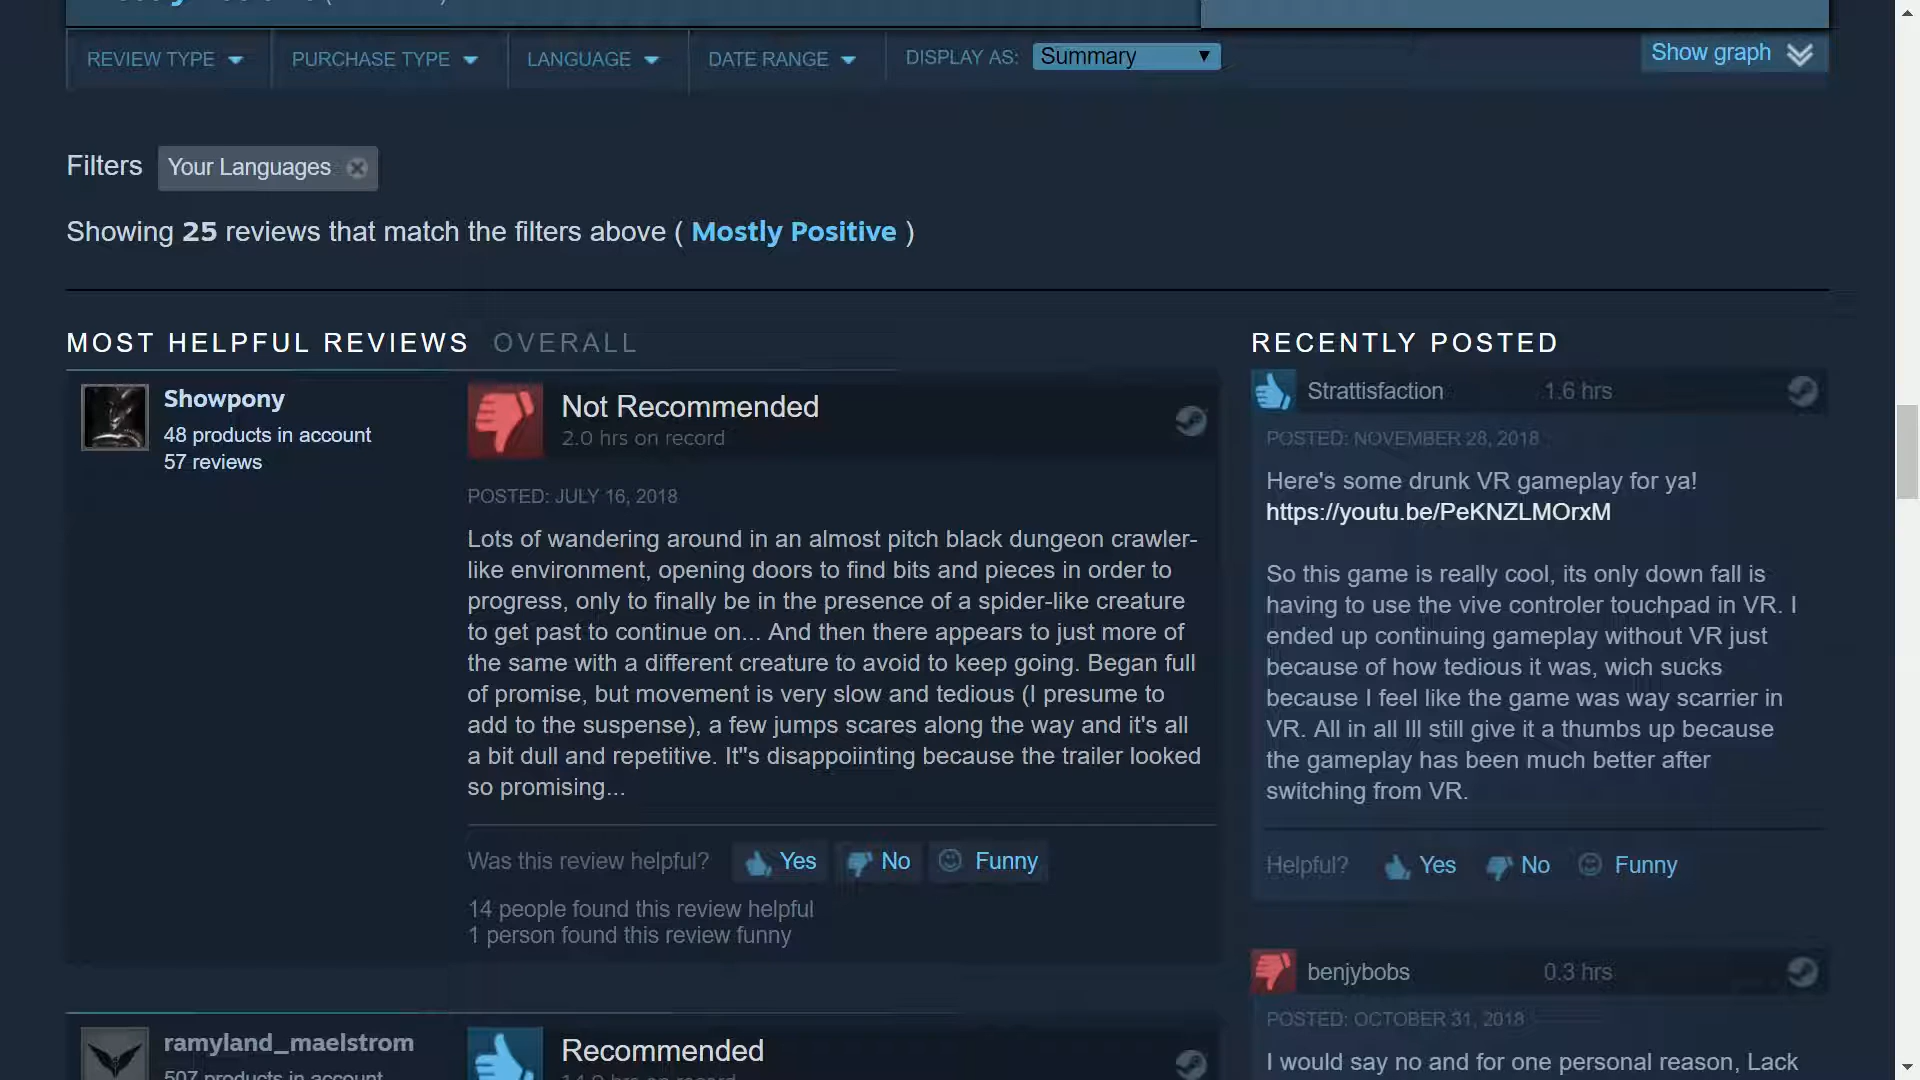 REVIEW TYPE
PURCHASE TYPE
LANGUAGE
DATE RANGE
DISPLAY AS:
Summary
Show graph
Filters
Your Languages
Showing 25 reviews that match the filters above ( Mostly Positive )
MOST HELPFUL REVIEWS OVERALL
Showpony
48 products in account
57 reviews
Not Recommended
2.0 hrs on record
POSTED: JULY 16, 2018
Lots of wandering around in an almost pitch black dungeon crawler-
like environment, opening doors to find bits and pieces in order to
progress, only to finally be in the presence of a spider-like creature
to get past to continue on... And then there appears to just more of
the same with a different creature to avoid to keep going. Began full
of promise, but movement is very slow and tedious (I presume to
add to the suspense), a few jumps scares along the way and it's all
a bit dull and repetitive. It"s disappoiinting because the trailer looked
so promising...
Was this review helpful?
Yes
No
Funny
14 people found this review helpful
1 person found this review funny
ramyland_maelstrom
507 products in account
Recommended
RECENTLY POSTED
Strattisfaction
1.6 hrs
POSTED: NOVEMBER 28, 2018
Here's some drunk VR gameplay for ya!
https://youtu.be/PeKNZLMOrxM
So this game is really cool, its only down fall is
having to use the vive controler touchpad in VR. I
ended up continuing gameplay without VR just
because of how tedious it was, wich sucks
because I feel like the game was way scarrier in
VR. All in all Ill still give it a thumbs up because
the gameplay has been much better after
switching from VR.
Helpful?
Yes
No
Funny
benjybobs
0.3 hrs
POSTED: OCTOBER 31, 2018
I would say no and for one personal reason, Lack